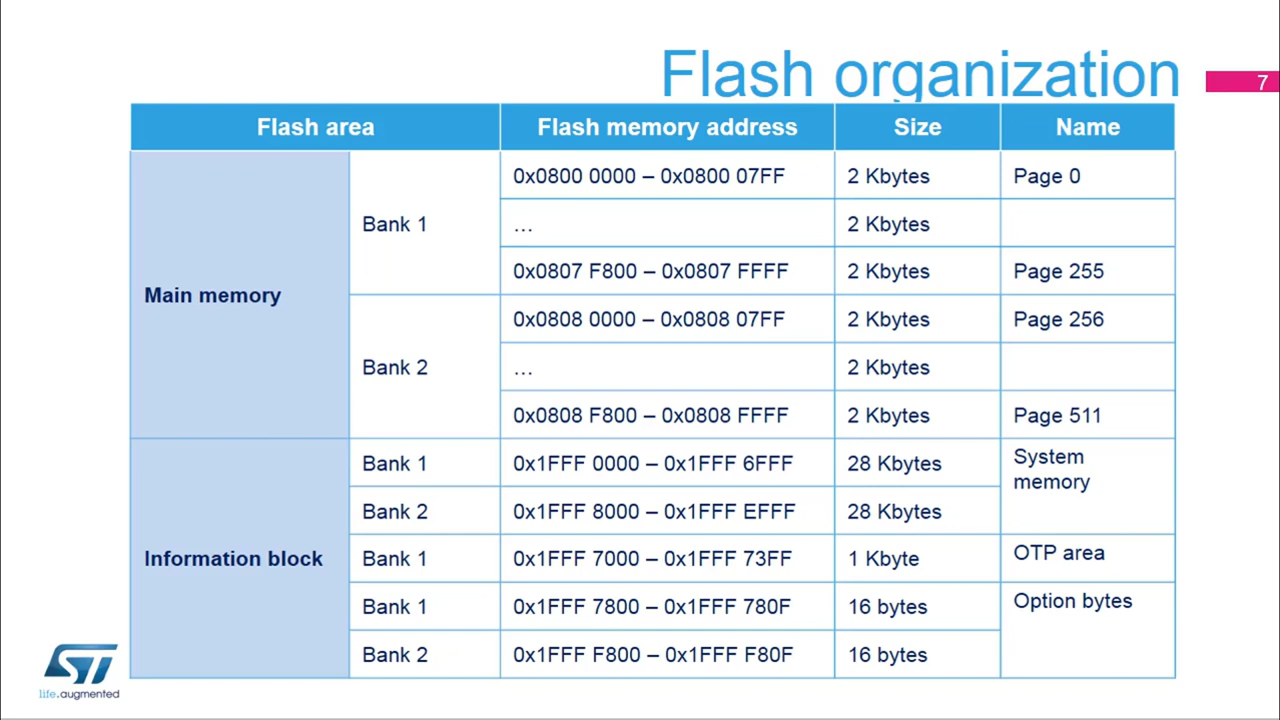 Flash organization
7
Flash area Flash memory address Size Name
Main memory
Bank 1
0x0800 0000 – 0x0800 07FF 2 Kbytes Page 0
… 2 Kbytes
0x0807 F800 – 0x0807 FFFF 2 Kbytes Page 255
Bank 2
0x0808 0000 – 0x0808 07FF 2 Kbytes Page 256
… 2 Kbytes
0x0808 F800 – 0x0808 FFFF 2 Kbytes Page 511
Information block
Bank 1 0x1FFF 0000 – 0x1FFF 6FFF 28 Kbytes System
memory
Bank 2 0x1FFF 8000 – 0x1FFF EFFF 28 Kbytes
Bank 1 0x1FFF 7000 – 0x1FFF 73FF 1 Kbyte OTP area
Bank 1 0x1FFF 7800 – 0x1FFF 780F 16 bytes Option bytes
Bank 2 0x1FFF F800 – 0x1FFF F80F 16 bytes
ST
life.augmented